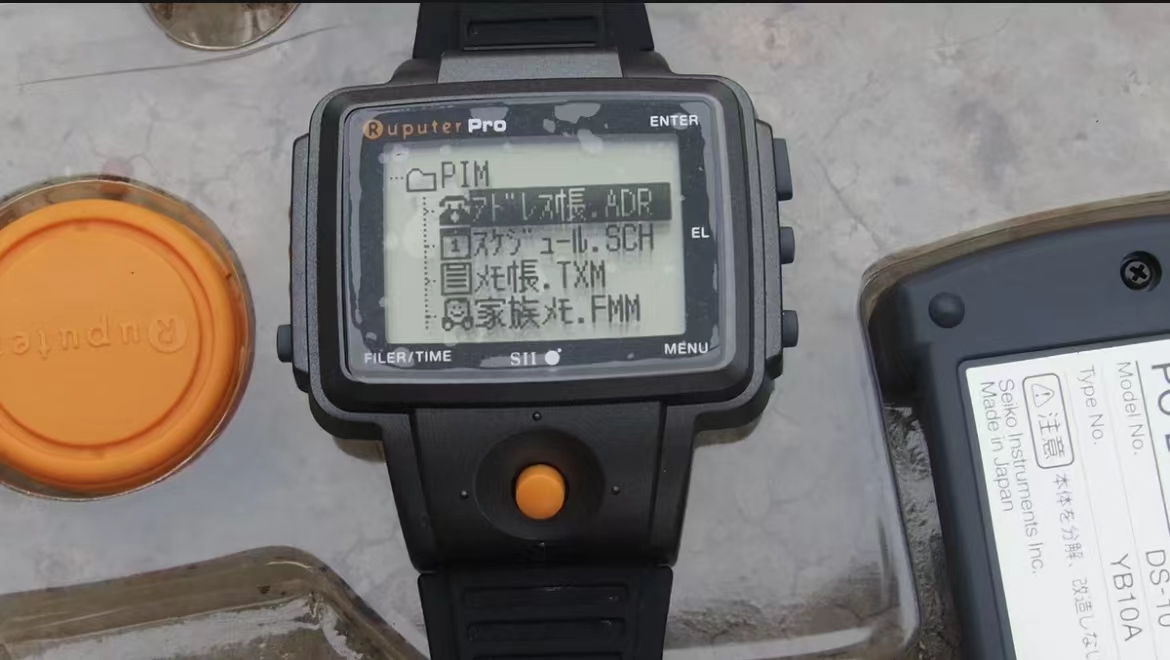 Ruputer Pro
ENTER
PIM
アドレス帳.ADR
スケジュール.SCH
メモ帳.TXM
家族メモ.FMM
EL
FILER/TIME
SII
MENU
Ruputer
Model No.
DS-10
Type No.
YB10A
注意
本体を分解、改造しない
Seiko Instruments Inc.
Made in Japan